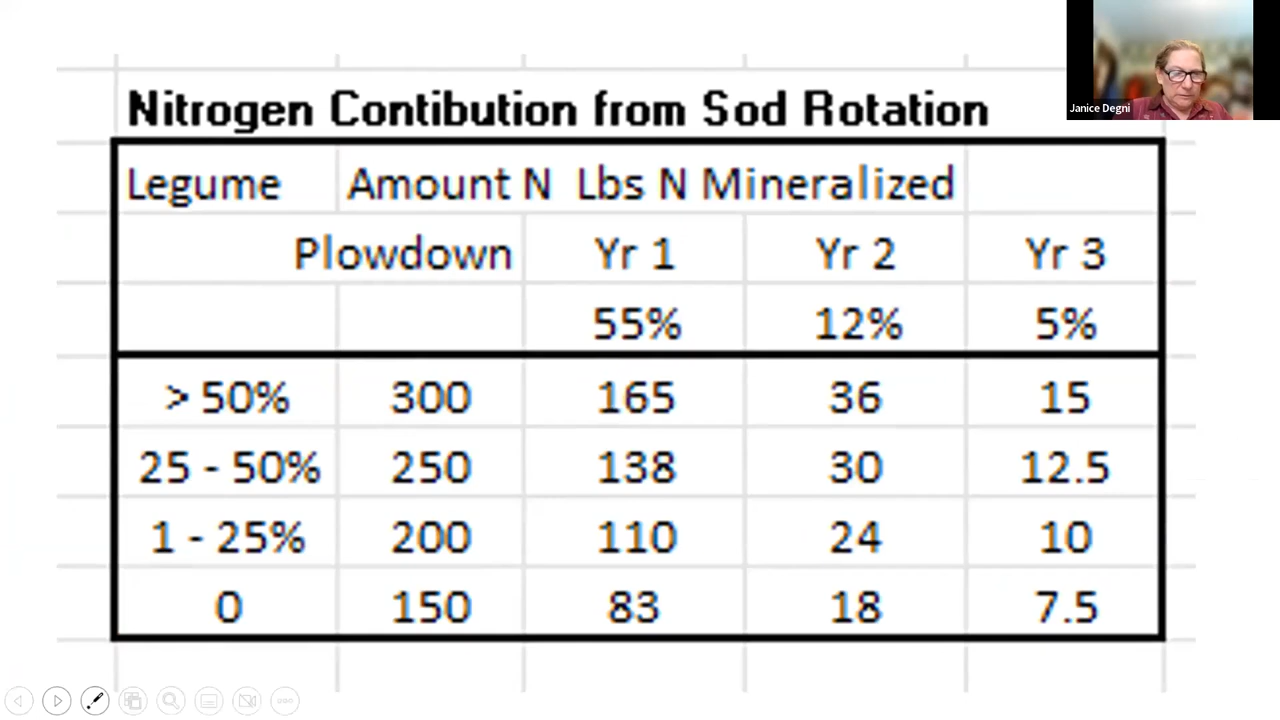 Janice Degni
Nitrogen Contibution from Sod Rotation
Legume Amount N Lbs N Mineralized
Plowdown Yr 1 Yr 2 Yr 3
55% 12% 5%
> 50% 300 165 36 15
25 - 50% 250 138 30 12.5
1 - 25% 200 110 24 10
0 150 83 18 7.5